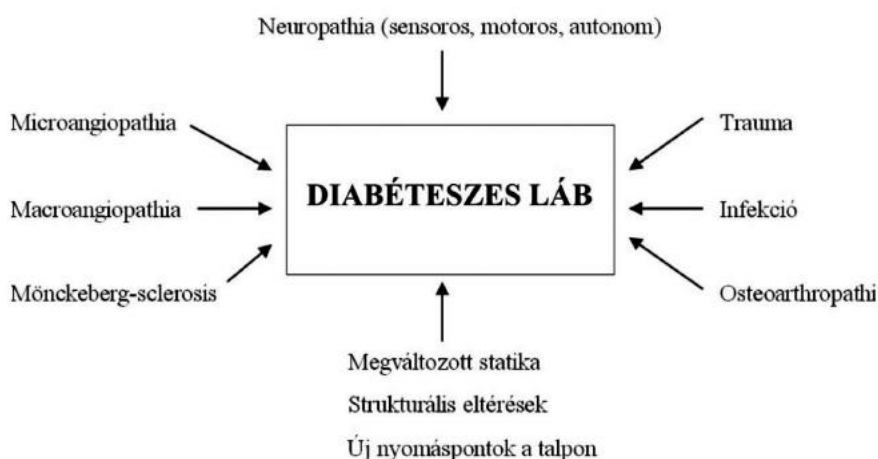 Neuropathia (sensoros, motoros, autonom)
Microangiopathia
Trauma
DIABÉTESZES LÁB
Macroangiopathia
Infekció
Mönckeberg-sclerosis
Osteoarthropathi
Megváltozott statika
Strukturális eltérések
Új nyomáspontok a talpon